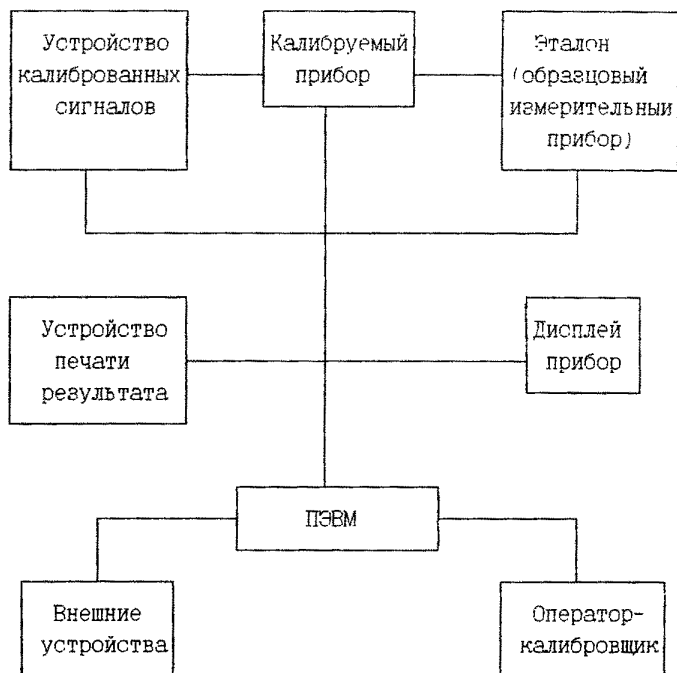 Устройство
калиброванных
сигналов
Калибруемый
прибор
Эталон
(образцовый
измерительный
прибор)
Устройство
печати
результата
Дисплей
прибор
ПЭВМ
Внешние
устройства
Оператор-
калибровщик